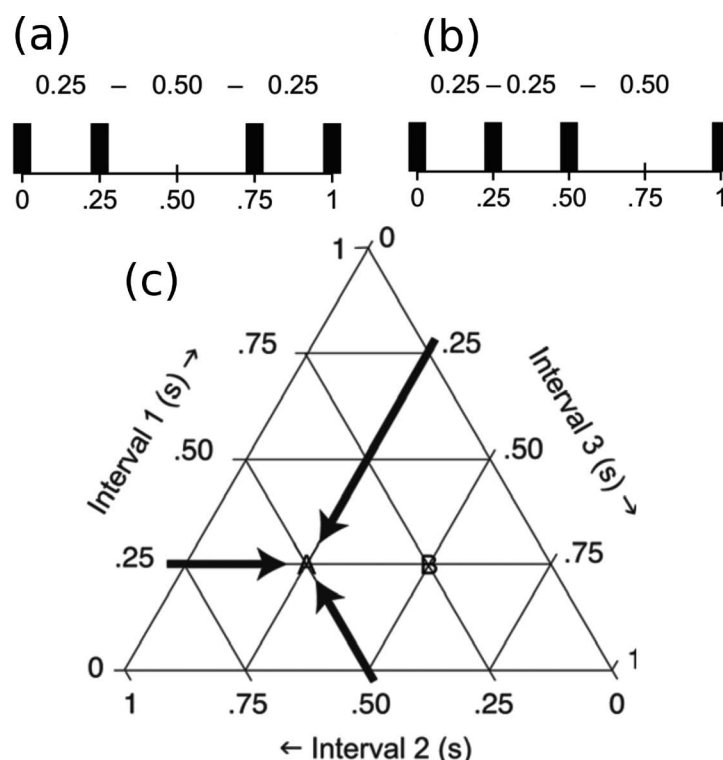 (a)
0.25 – 0.50 – 0.25
0 .25 .50 .75 1
(b)
0.25 – 0.25 – 0.50
0 .25 .50 .75 1
(c)
1 0
.75 .25
Interval 1 (s) →
Interval 3 (s) →
.50 .50
.25 A B .75
0 1
1 .75 .50 .25 0
← Interval 2 (s)